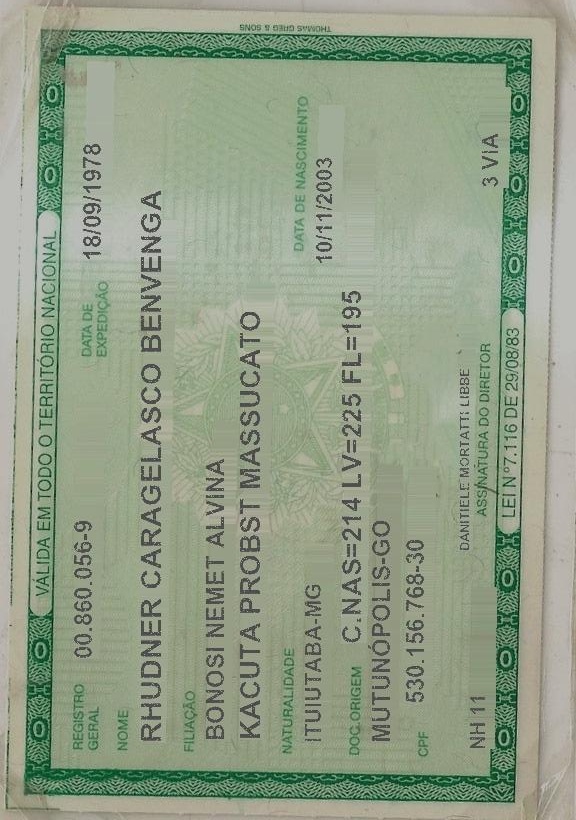 THOMAS GREG & SONS
VÁLIDA EM TODO O TERRITÓRIO NACIONAL
REGISTRO GERAL 00.860.056-9 DATA DE EXPEDIÇÃO 18/09/1978
NOME
RHUDNER CARAGELASCO BENVENGA
FILIAÇÃO
BONOSI NEMET ALVINA
KACUTA PROBST MASSUCATO
NATURALIDADE DATA DE NASCIMENTO
ITUIUTABA-MG 10/11/2003
DOC.ORIGEM C.NAS=214 LV=225 FL=195
MUTUNÓPOLIS-GO
CPF 530.156.768-30
DANITIELE MORTATTI LIBBE
NH 11 ASSINATURA DO DIRETOR 3 VIA
LEI Nº 7.116 DE 29/08/83